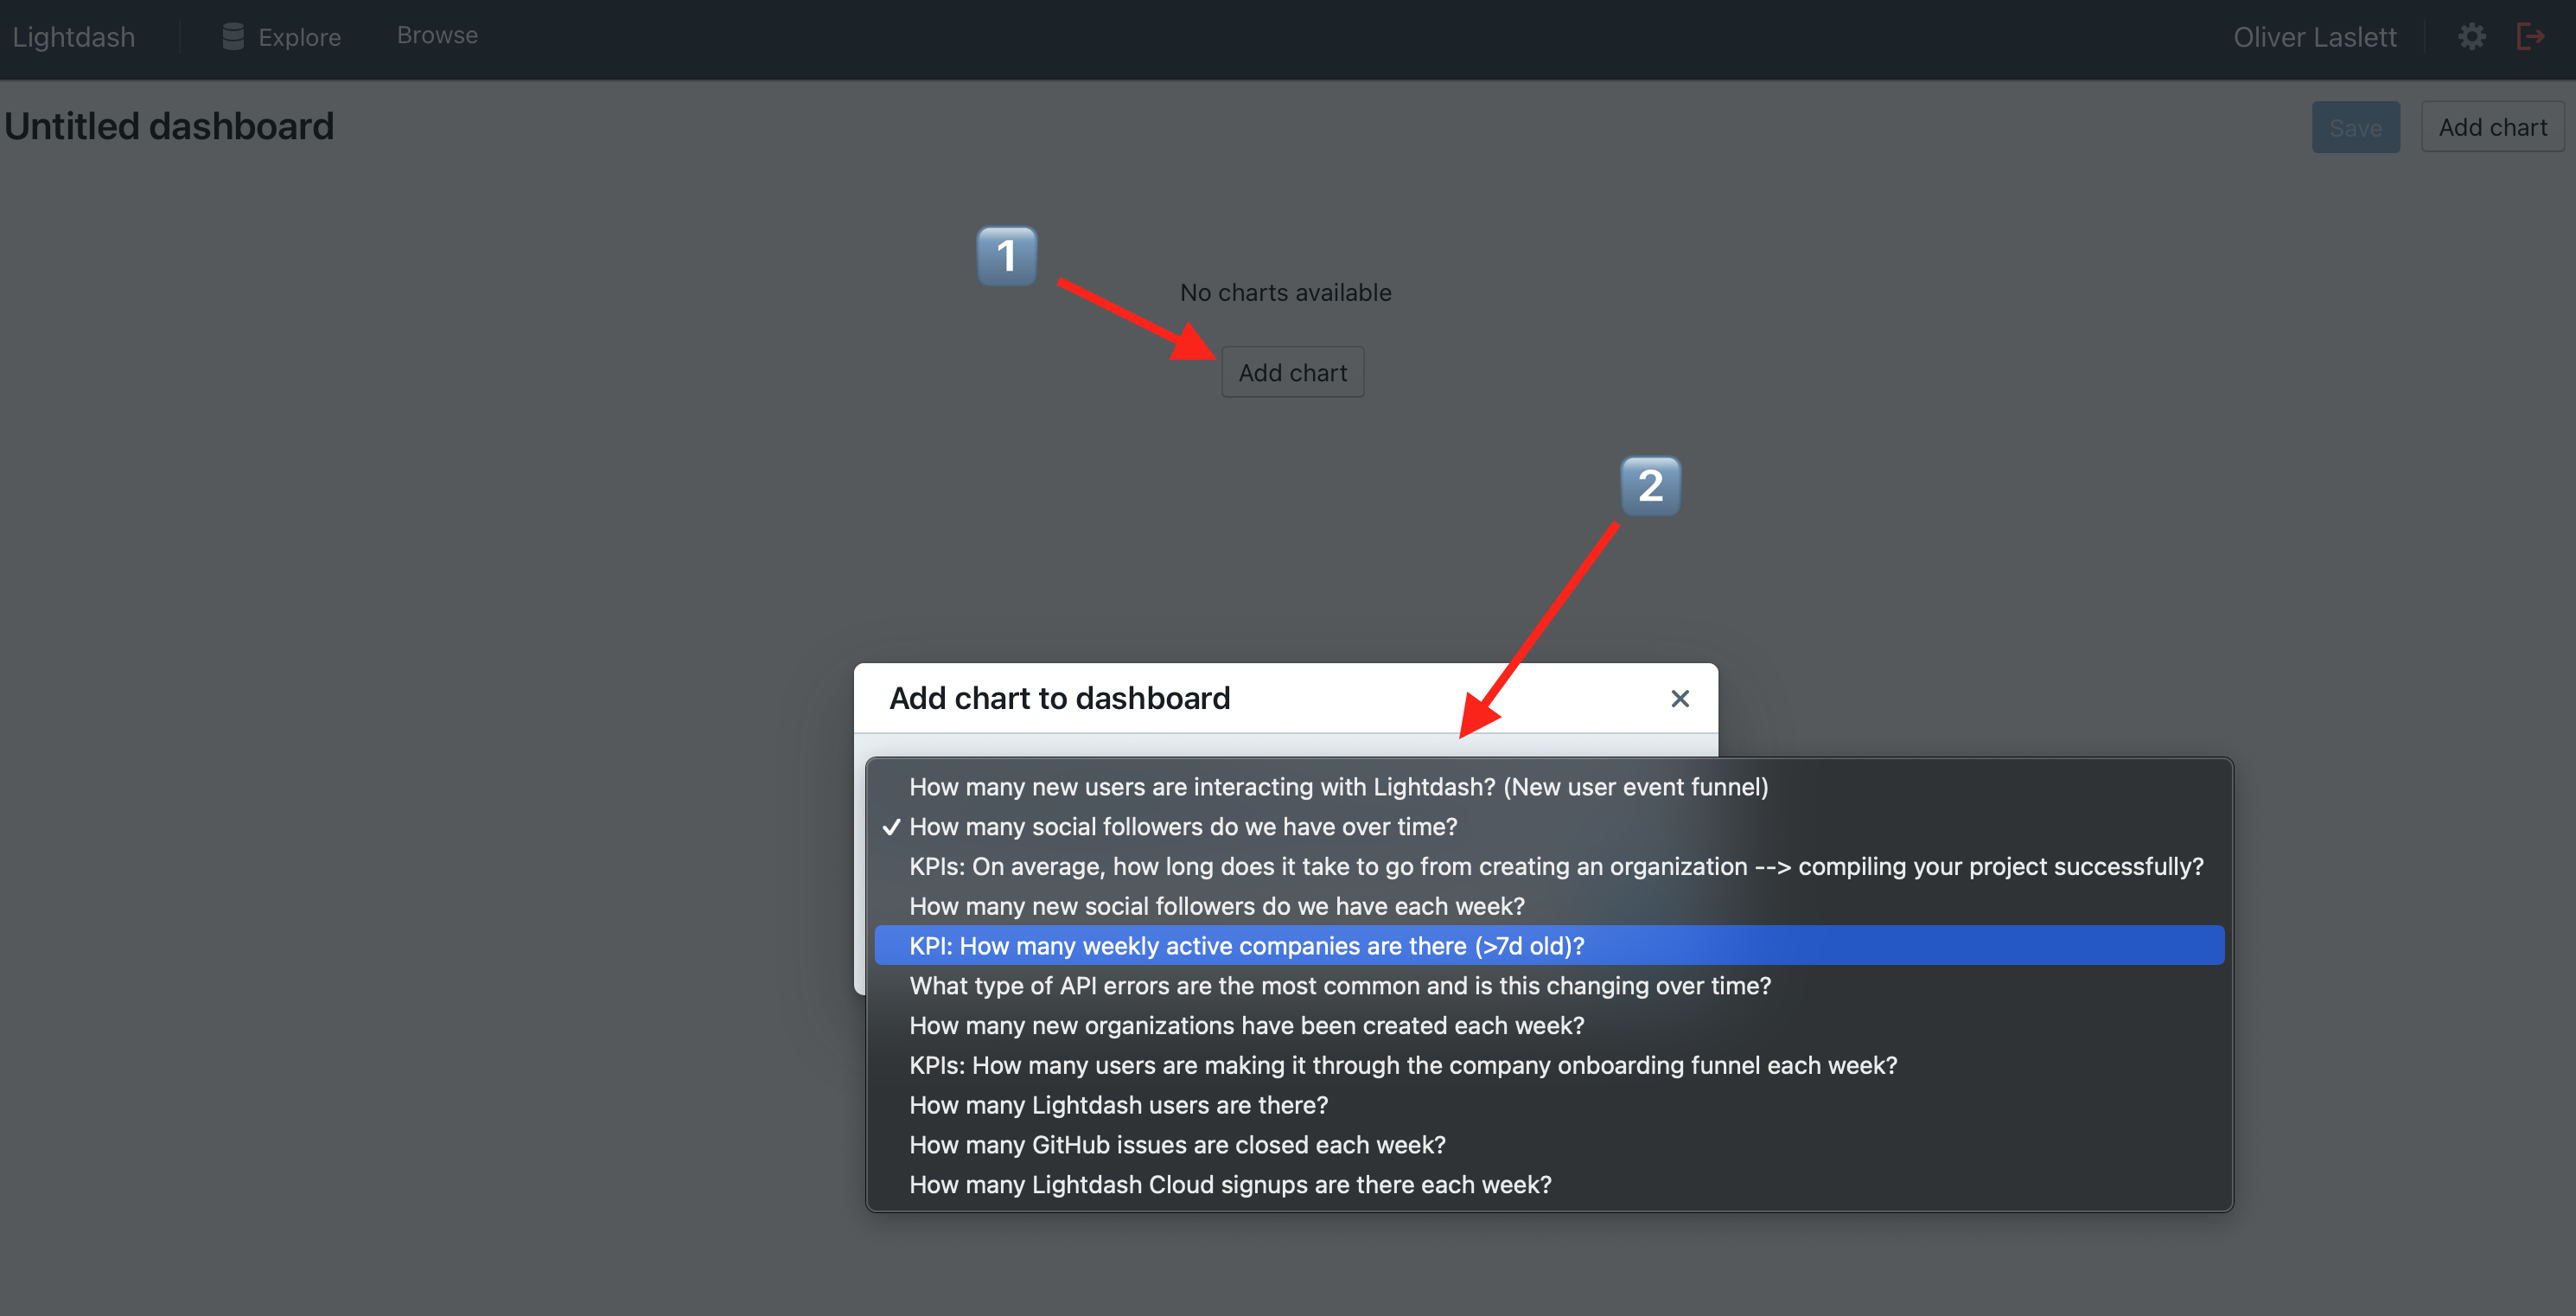 Lightdash
Explore
Browse
Oliver Laslett
Untitled dashboard
Save
Add chart
1
No charts available
Add chart
2
Add chart to dashboard
How many new users are interacting with Lightdash? (New user event funnel)
✓ How many social followers do we have over time?
KPIs: On average, how long does it take to go from creating an organization --> compiling your project successfully?
How many new social followers do we have each week?
KPI: How many weekly active companies are there (>7d old)?
What type of API errors are the most common and is this changing over time?
How many new organizations have been created each week?
KPIs: How many users are making it through the company onboarding funnel each week?
How many Lightdash users are there?
How many GitHub issues are closed each week?
How many Lightdash Cloud signups are there each week?